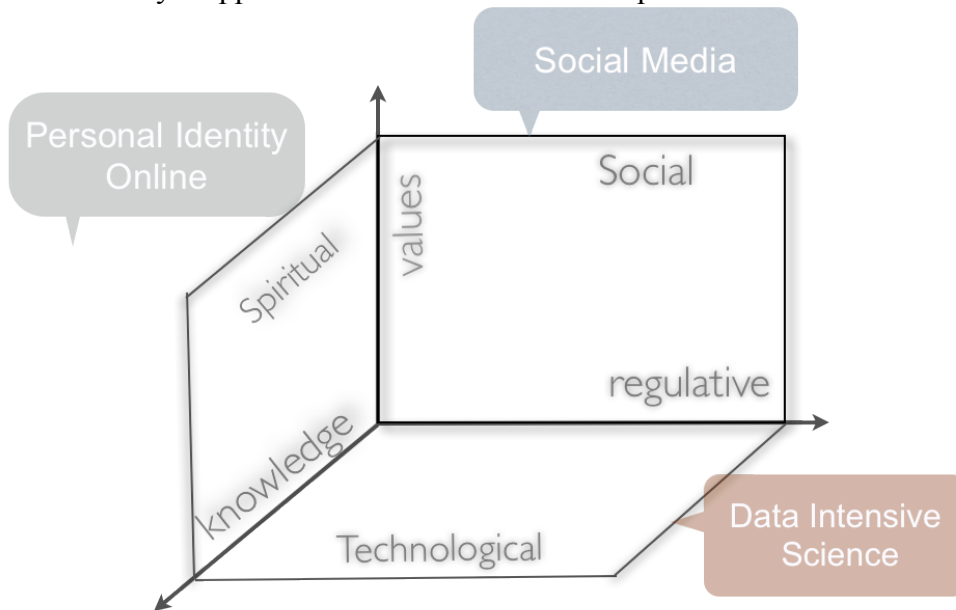 Social Media
Personal Identity
Online
Social
values
Spiritual
regulative
knowledge
Data Intensive
Science
Technological